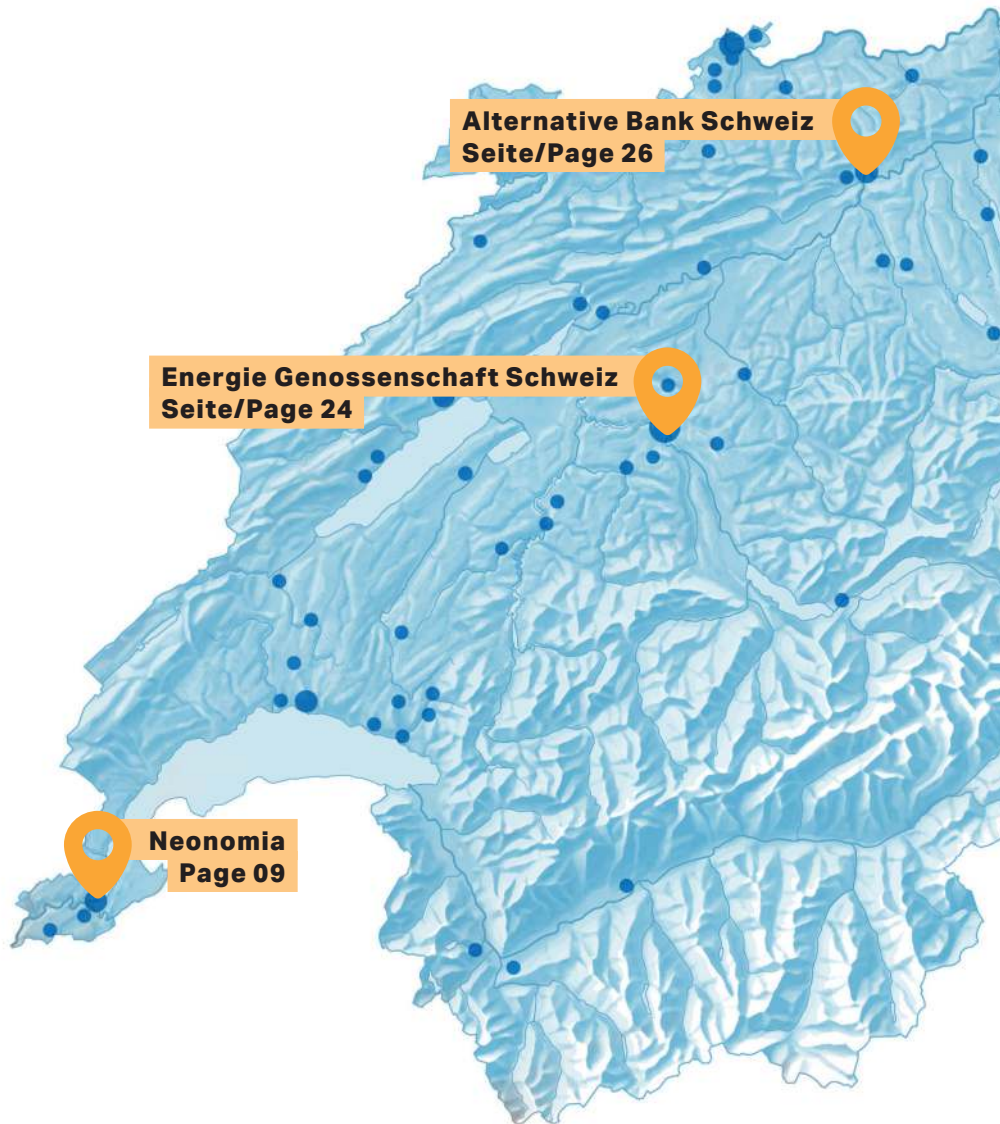 Alternative Bank Schweiz
Seite/Page 26
Energie Genossenschaft Schweiz
Seite/Page 24
Neonomia
Page 09